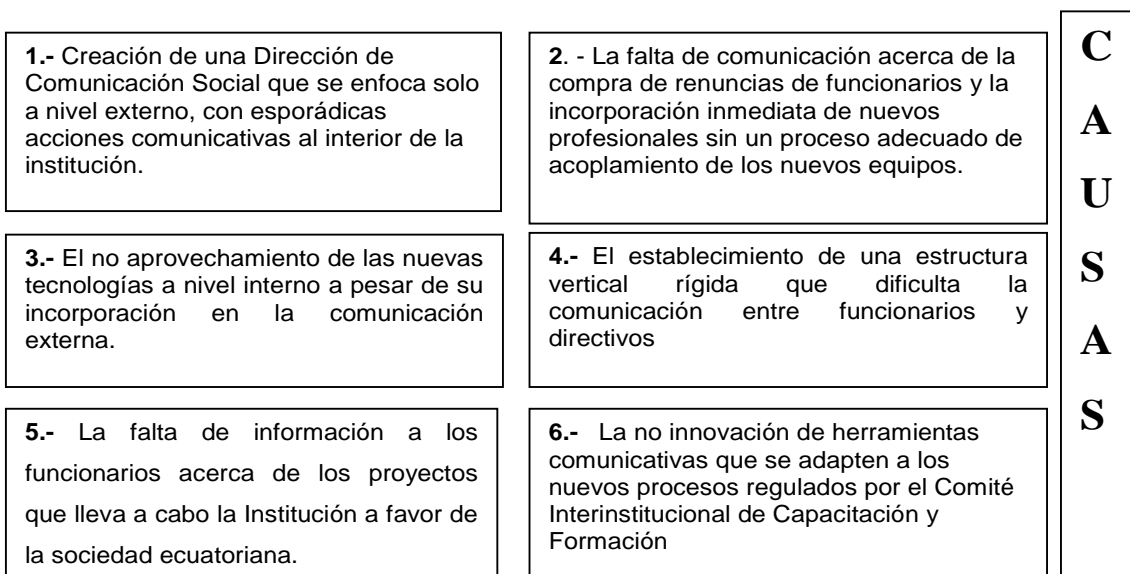 1.- Creación de una Dirección de
Comunicación Social que se enfoca solo
a nivel externo, con esporádicas
acciones comunicativas al interior de la
institución.
2. - La falta de comunicación acerca de la
compra de renuncias de funcionarios y la
incorporación inmediata de nuevos
profesionales sin un proceso adecuado de
acoplamiento de los nuevos equipos.
3.- El no aprovechamiento de las nuevas
tecnologías a nivel interno a pesar de su
incorporación en la comunicación
externa.
4.- El establecimiento de una estructura
vertical rígida que dificulta la
comunicación entre funcionarios y
directivos
5.- La falta de información a los
funcionarios acerca de los proyectos
que lleva a cabo la Institución a favor de
la sociedad ecuatoriana.
6.- La no innovación de herramientas
comunicativas que se adapten a los
nuevos procesos regulados por el Comité
Interinstitucional de Capacitación y
Formación
C
A
U
S
A
S